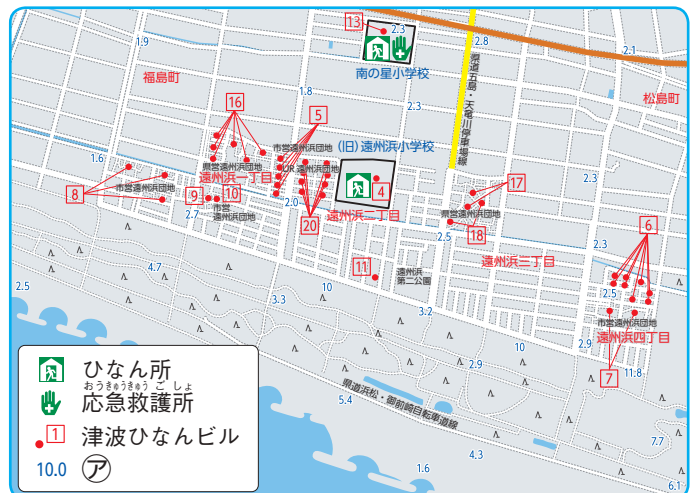 13
2.3
1.9
2.8
2.1
南の星小学校
福島町
県道五島・天竜川停車場線
松島町
1.8
2.3
16
5
市営遠州浜団地
(旧)遠州浜小学校
1.6
県営遠州浜団地
UR遠州浜団地
2.3
遠州浜一丁目
4
17
8
市営遠州浜団地
9
10
2.0
遠州浜二丁目
県営遠州浜団地
2.7
市営
遠州浜団地
20
18
6
2.5
2.3
遠州浜三丁目
4.7
11
遠州浜
第二公園
2.5
10
2.5
3.3
3.2
市営遠州浜団地
遠州浜四丁目
2.9
10
2.9
7
11.8
県道浜松・御前崎自転車道線
5.4
7.7
4.3
1.6
6.1
ひなん所
おうきゅうきゅうごしょ
応急救護所
1
津波ひなんビル
10.0
ア